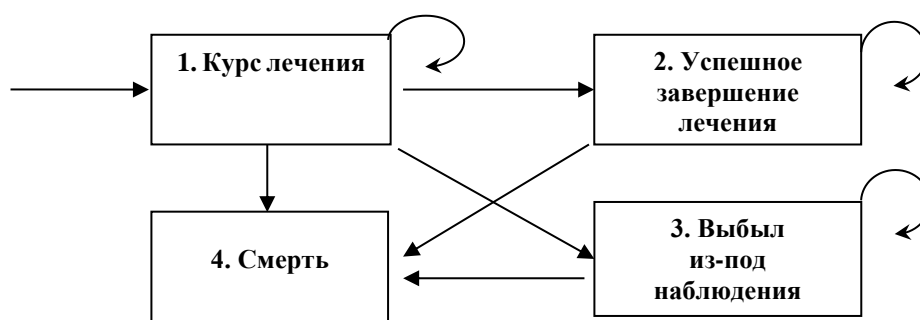 1. Курс лечения
2. Успешное
завершение
лечения
4. Смерть
3. Выбыл
из-под
наблюдения